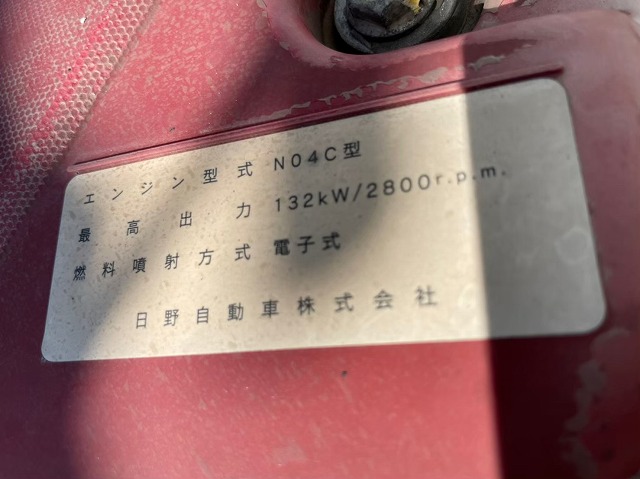 エンジン型式 N04C型
最高出力 132kW/2800r.p.m.
燃料噴射方式 電子式
日野自動車株式会社